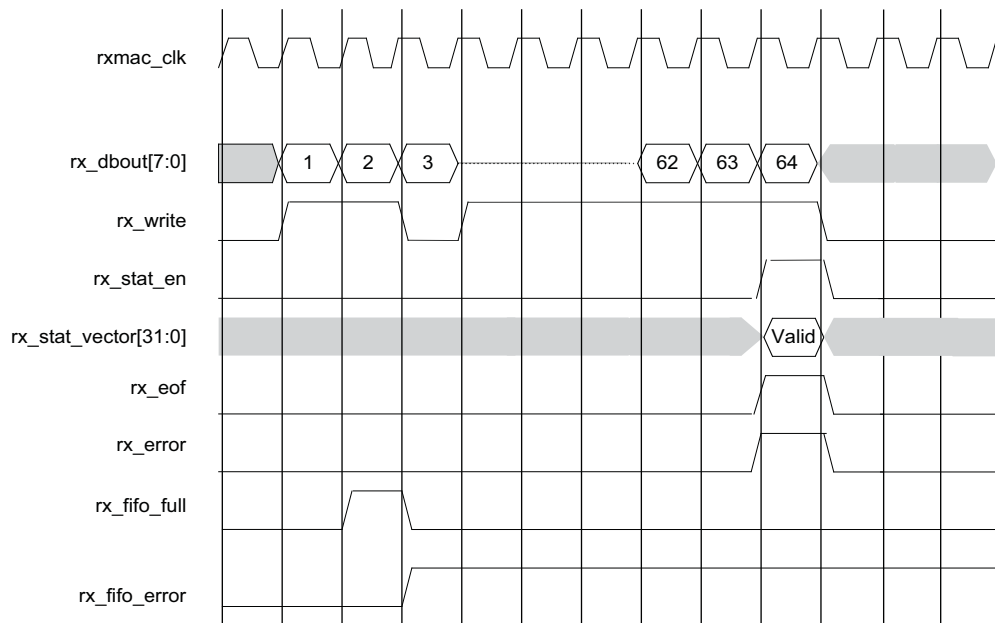 rxmac_clk
rx_dbout[7:0] 1 2 3 62 63 64
rx_write
rx_stat_en
rx_stat_vector[31:0] Valid
rx_eof
rx_error
rx_fifo_full
rx_fifo_error